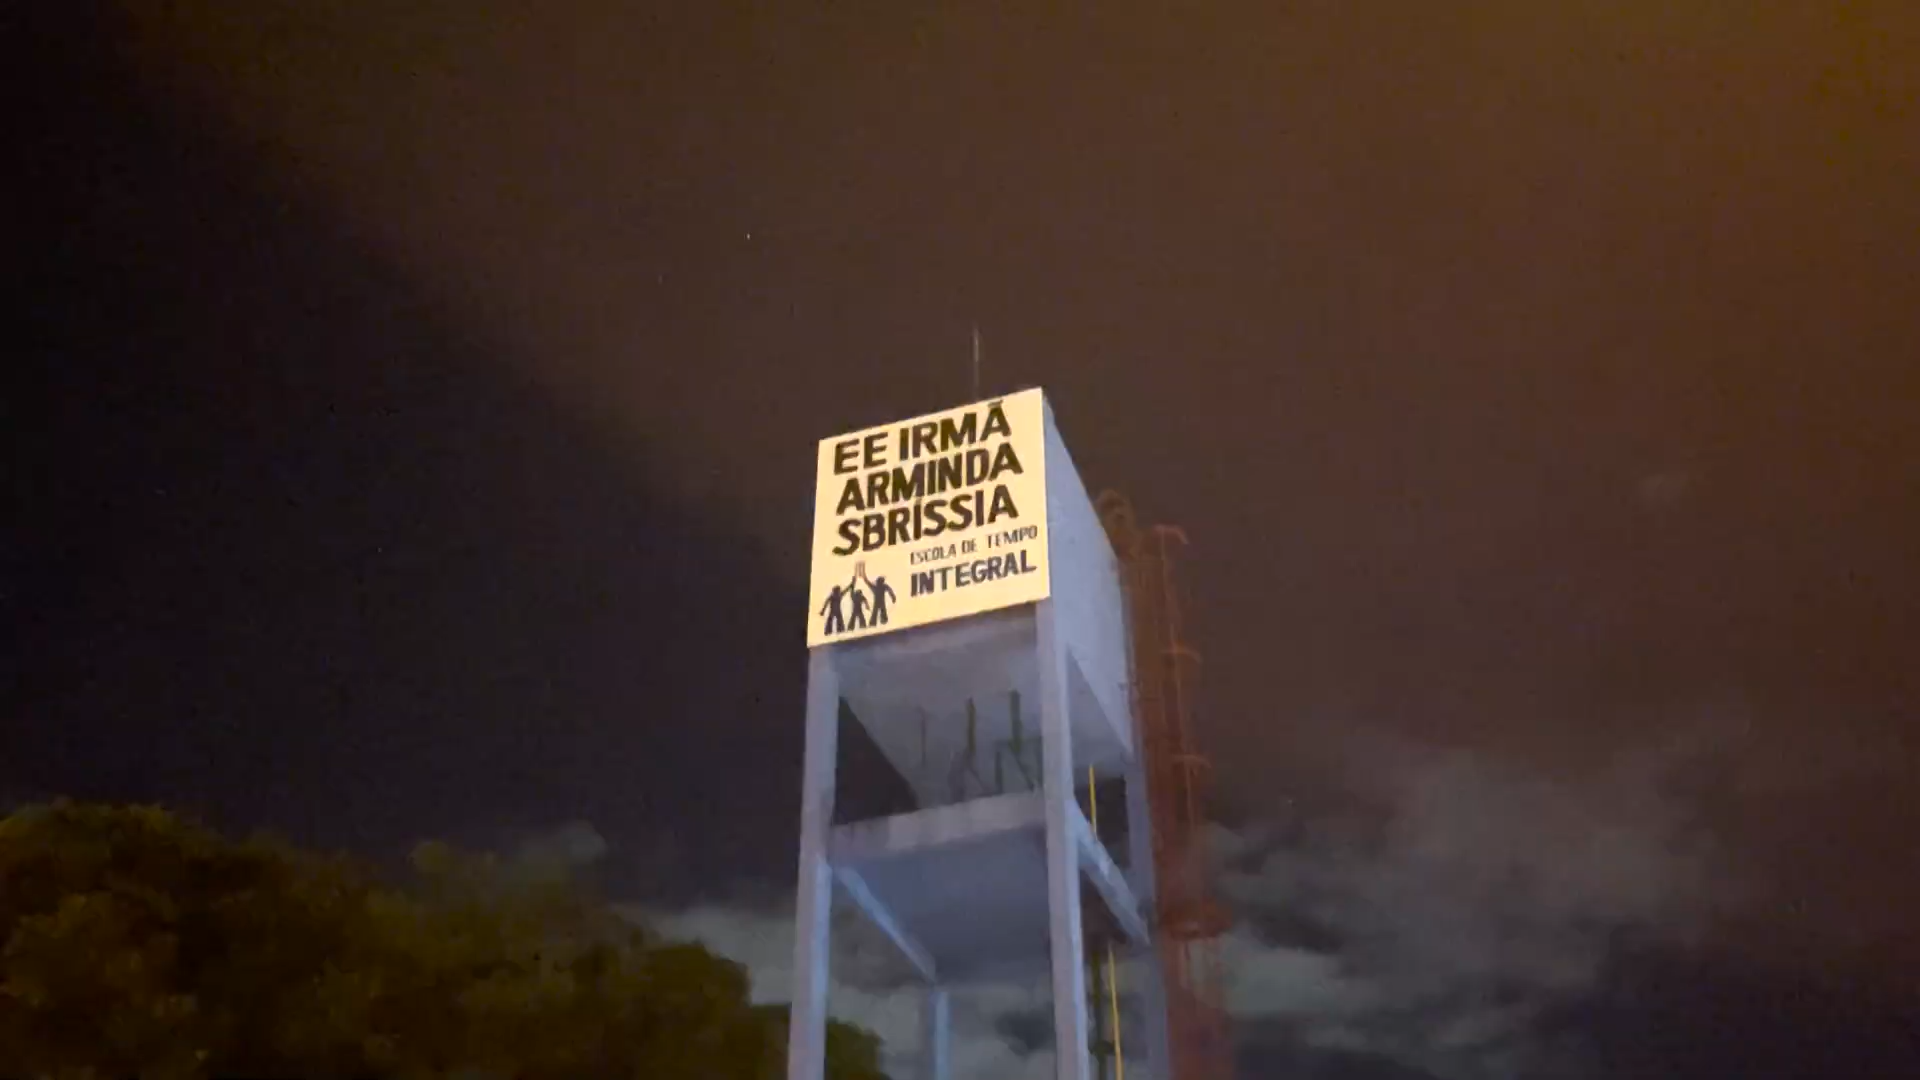 EE IRMÃ
ARMINDA
SBRÍSSIA
ESCOLA DE TEMPO
INTEGRAL